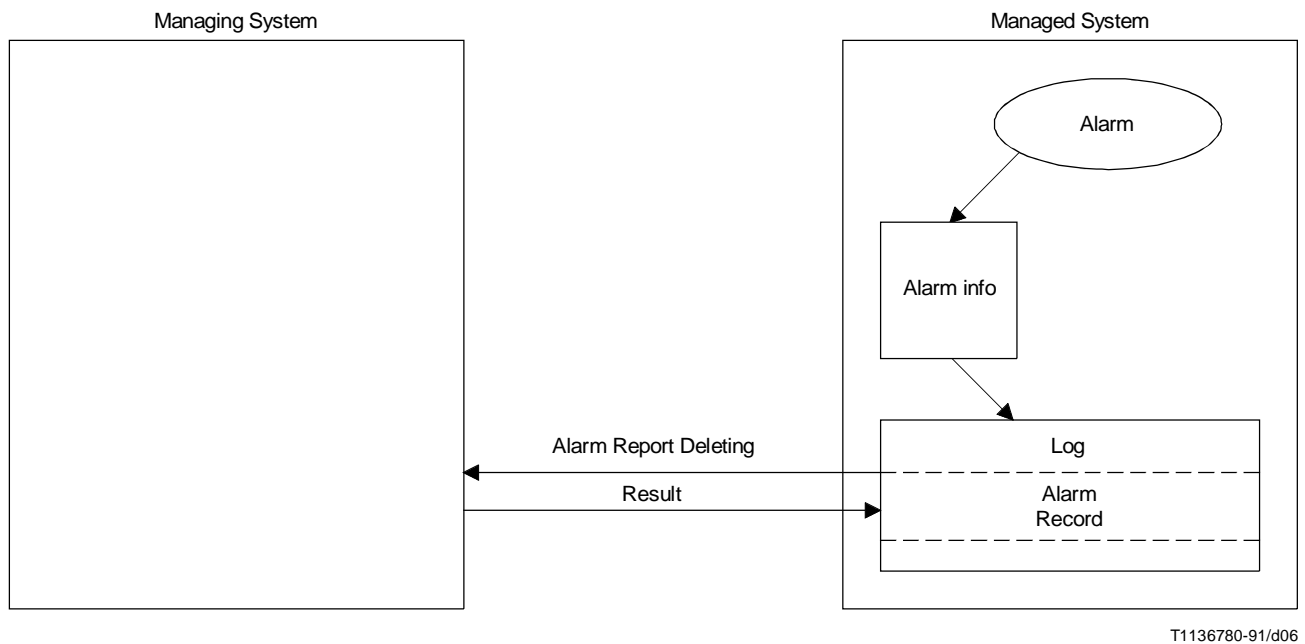 Managing System
Managed System
Alarm
Alarm info
Alarm Report Deleting
Log
Result
Alarm
Record
T1136780-91/d06